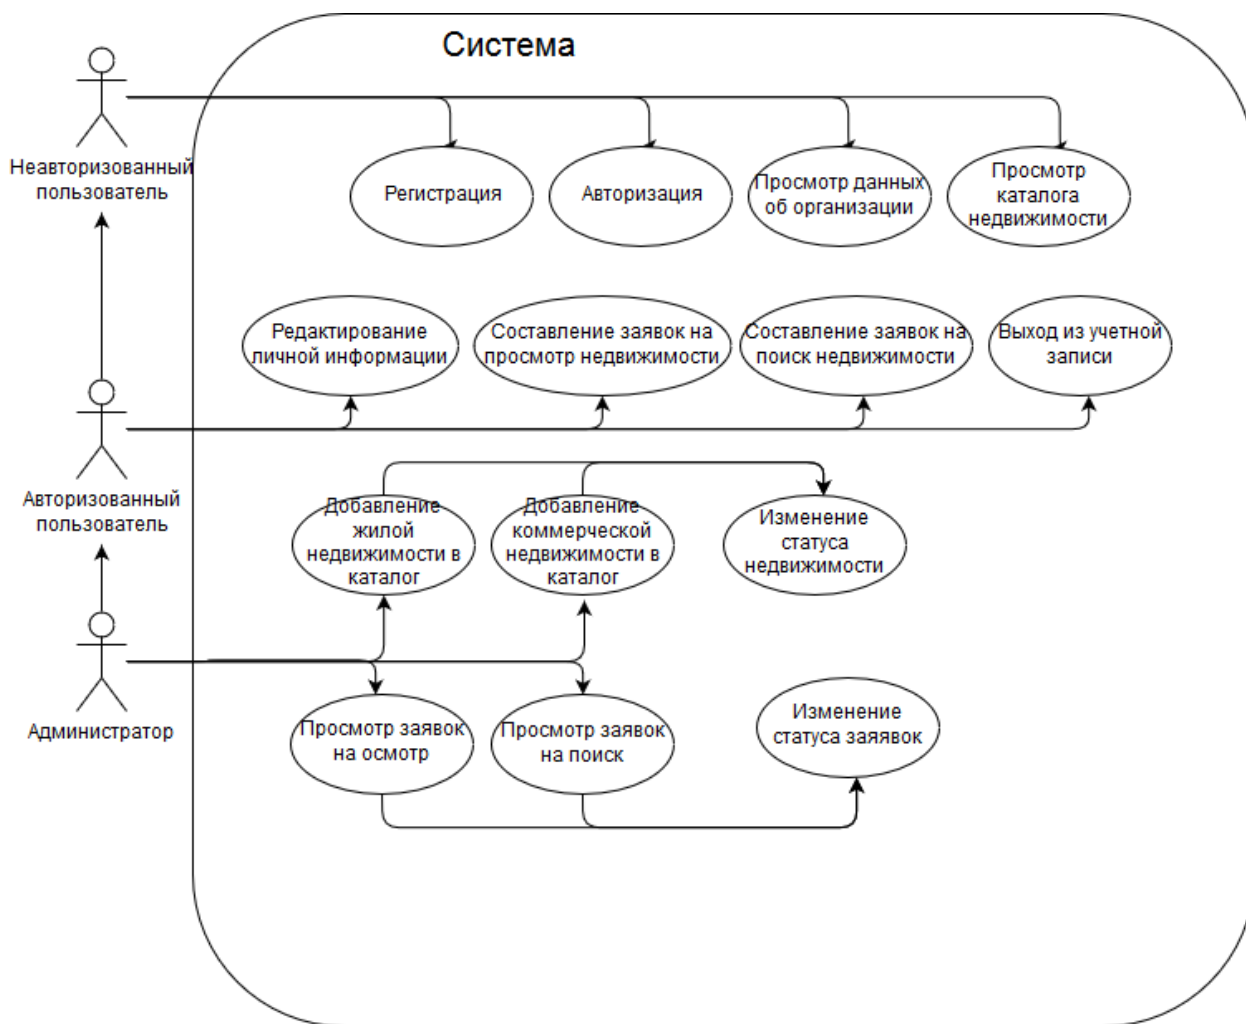 Система
Неавторизованный
пользователь
Регистрация
Авторизация
Просмотр данных
об организации
Просмотр
каталога
недвижимости
Редактирование
личной информации
Составление заявок на
просмотр недвижимости
Составление заявок на
поиск недвижимости
Выход из учетной
записи
Авторизованный
пользователь
Добавление
жилой
недвижимости в
каталог
Добавление
коммерческой
недвижимости в
каталог
Изменение
статуса
недвижимости
Администратор
Просмотр заявок
на осмотр
Просмотр заявок
на поиск
Изменение
статуса заяявок